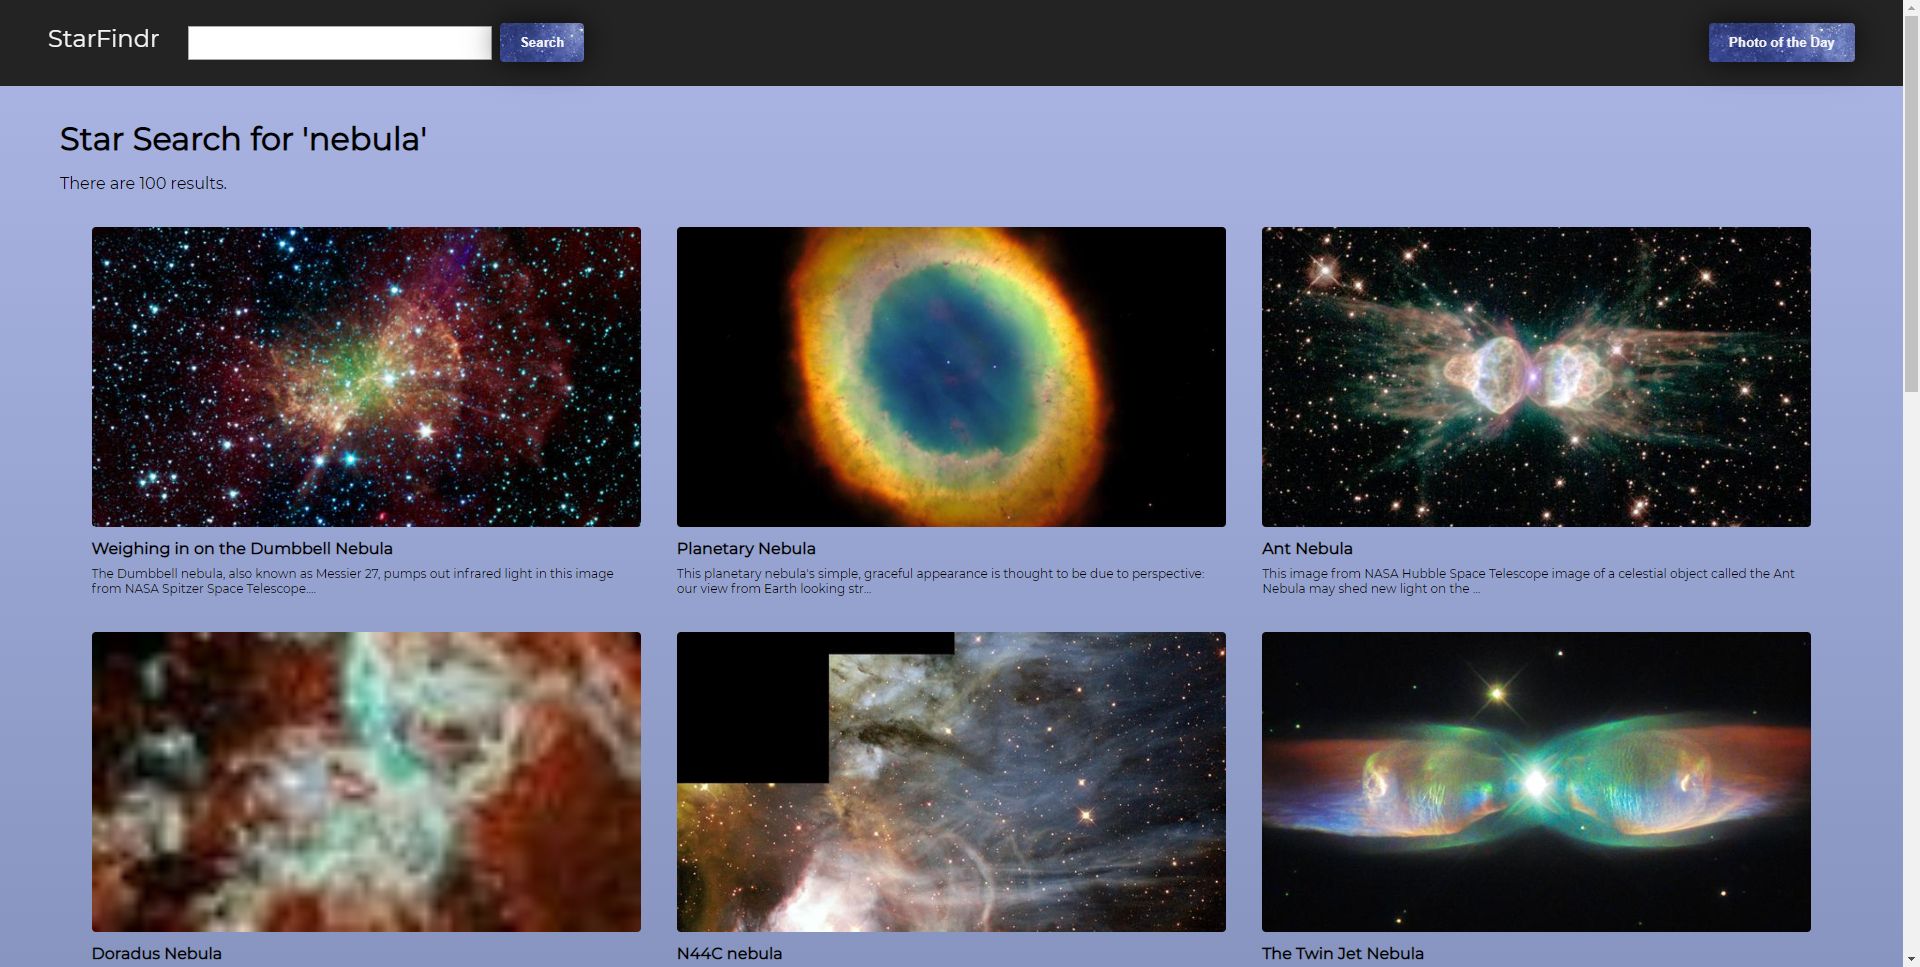 StarFindr
Search
Photo of the Day
Star Search for 'nebula'
There are 100 results.
Weighing in on the Dumbbell Nebula
The Dumbbell nebula, also known as Messier 27, pumps out infrared light in this image
from NASA Spitzer Space Telescope....
Planetary Nebula
This planetary nebula's simple, graceful appearance is thought to be due to perspective:
our view from Earth looking str...
Ant Nebula
This image from NASA Hubble Space Telescope image of a celestial object called the Ant
Nebula may shed new light on the ...
Doradus Nebula
N44C nebula
The Twin Jet Nebula